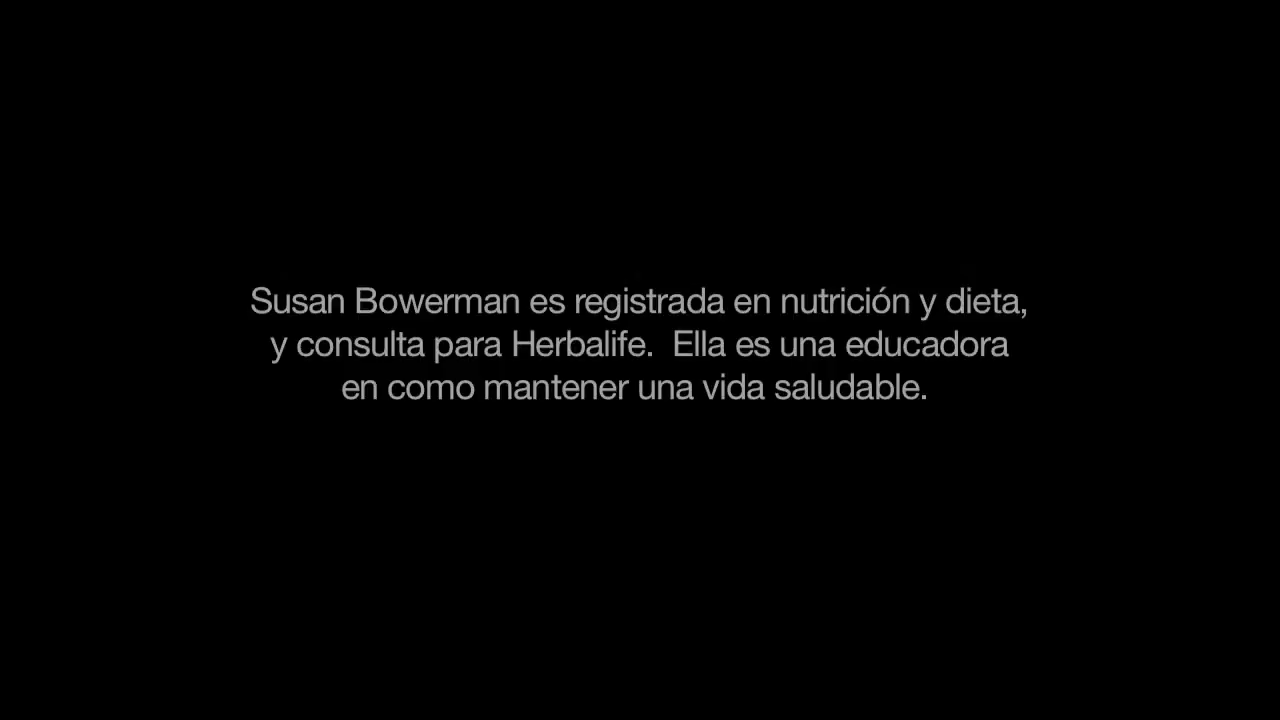 Susan Bowerman es registrada en nutrición y dieta,
y consulta para Herbalife.  Ella es una educadora
en como mantener una vida saludable.